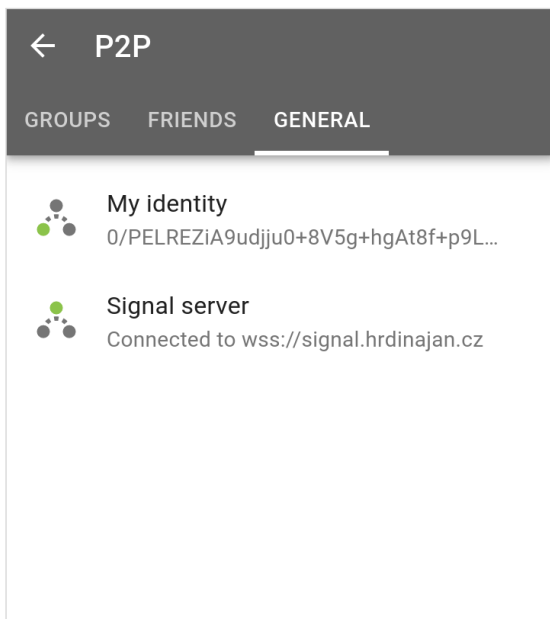 P2P
GROUPS FRIENDS GENERAL
My identity
0/PELREZiA9udjju0+8V5g+hgAt8f+p9L...
Signal server
Connected to wss://signal.hrdinajan.cz